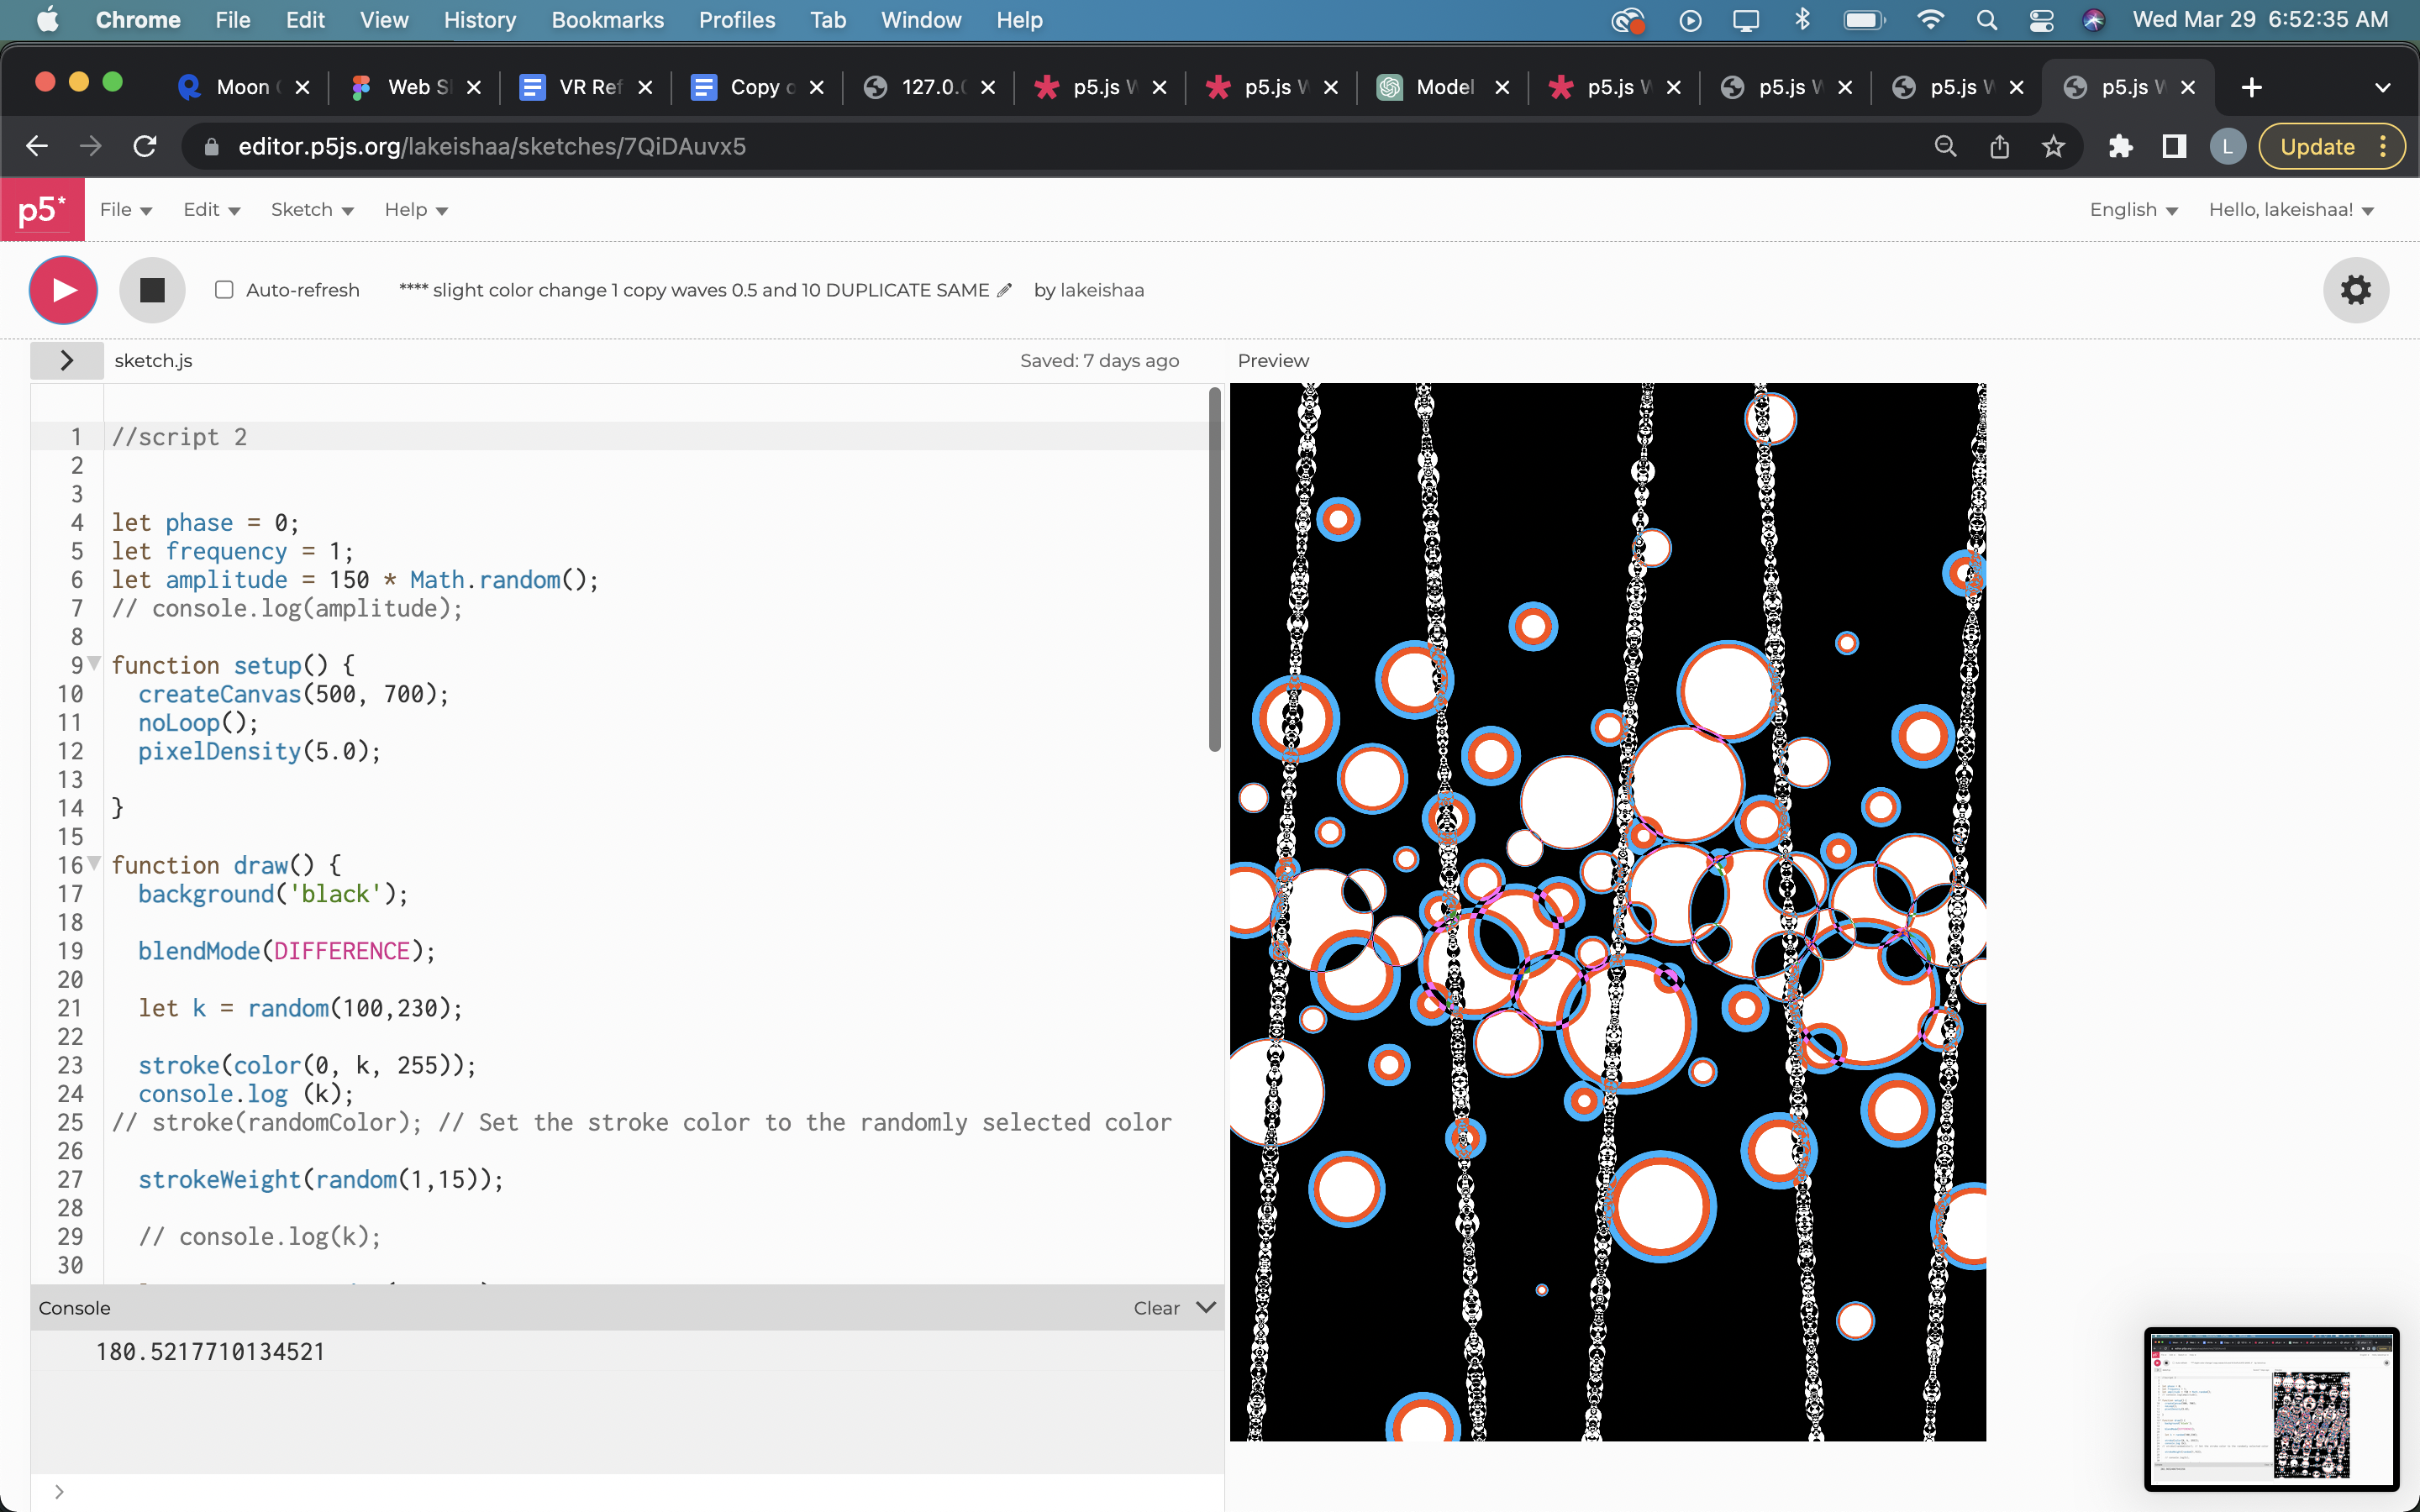 Chrome File Edit View History Bookmarks Profiles Tab Window Help Wed Mar 29 6:52:35 AM
Moon Web VR Ref Copy 127.0. p5.js p5.js Model p5.js p5.js p5.js p5.js
editor.p5js.org/lakeishaa/sketches/7QiDAuvx5 L Update
p5* File Edit Sketch Help English Hello, lakeishaa!
Auto-refresh **** slight color change 1 copy waves 0.5 and 10 DUPLICATE SAME by lakeishaa
> sketch.js Saved: 7 days ago Preview
1 //script 2
2
3
4 let phase = 0;
5 let frequency = 1;
6 let amplitude = 150 * Math.random();
7 // console.log(amplitude);
8
9 function setup() {
10 createCanvas(500, 700);
11 noLoop();
12 pixelDensity(5.0);
13
14 }
15
16 function draw() {
17 background('black');
18
19 blendMode(DIFFERENCE);
20
21 let k = random(100,230);
22
23 stroke(color(0, k, 255));
24 console.log (k);
25 // stroke(randomColor); // Set the stroke color to the randomly selected color
26
27 strokeWeight(random(1,15));
28
29 // console.log(k);
30
Console Clear
180.5217710134521
>